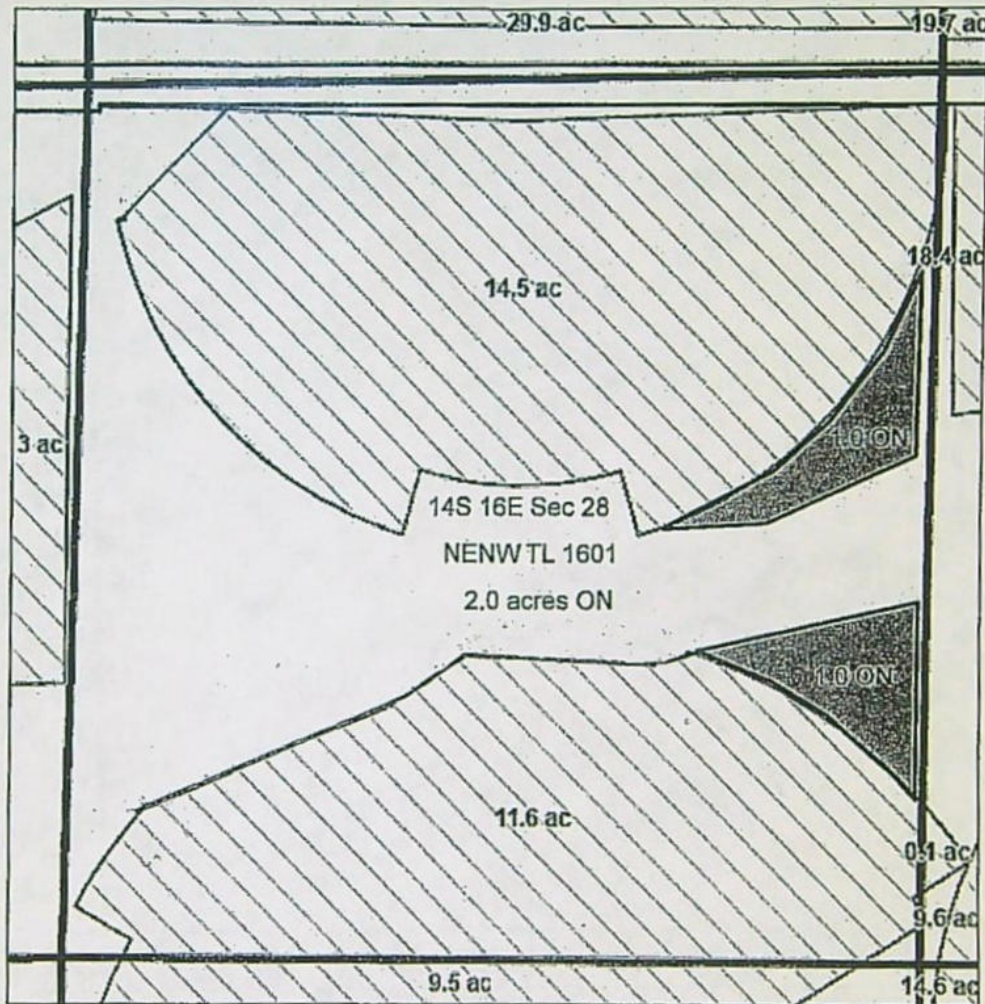 29.9 ac
19.7 ac
14.5 ac
18.4 ac
3 ac
1.0 ON
14S 16E Sec 28
NENW TL 1601
2.0 acres ON
1.0 ON
11.6 ac
0.1 ac
9.6 ac
9.5 ac
14.6 ac